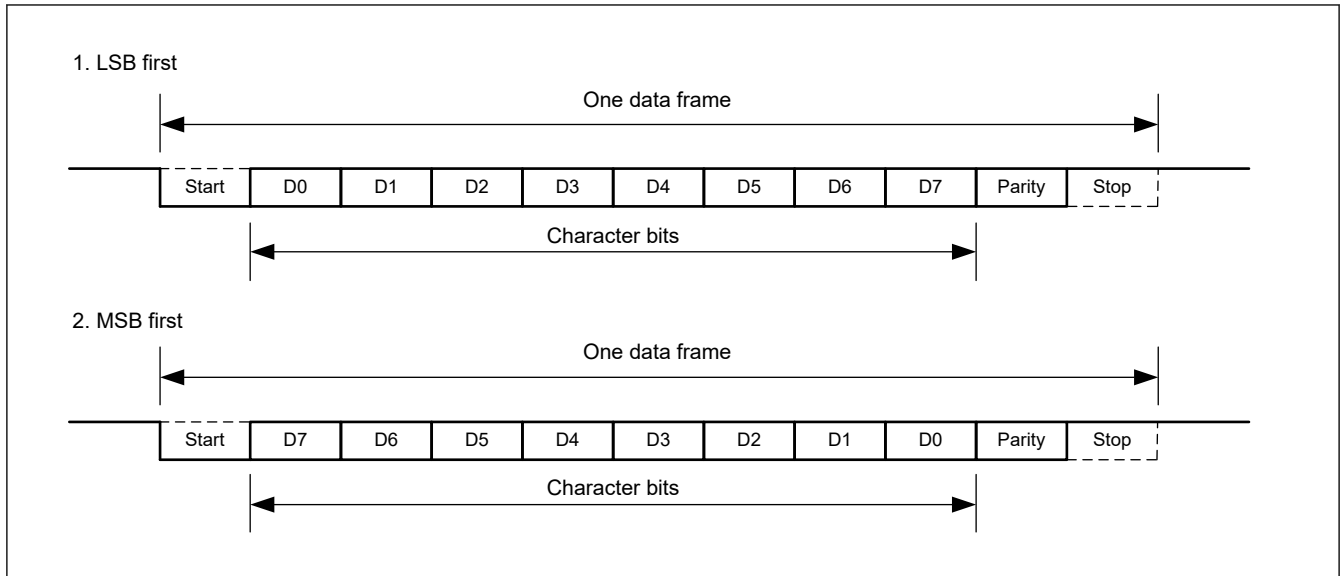 1. LSB first
One data frame
Start D0 D1 D2 D3 D4 D5 D6 D7 Parity Stop
Character bits
2. MSB first
One data frame
Start D7 D6 D5 D4 D3 D2 D1 D0 Parity Stop
Character bits